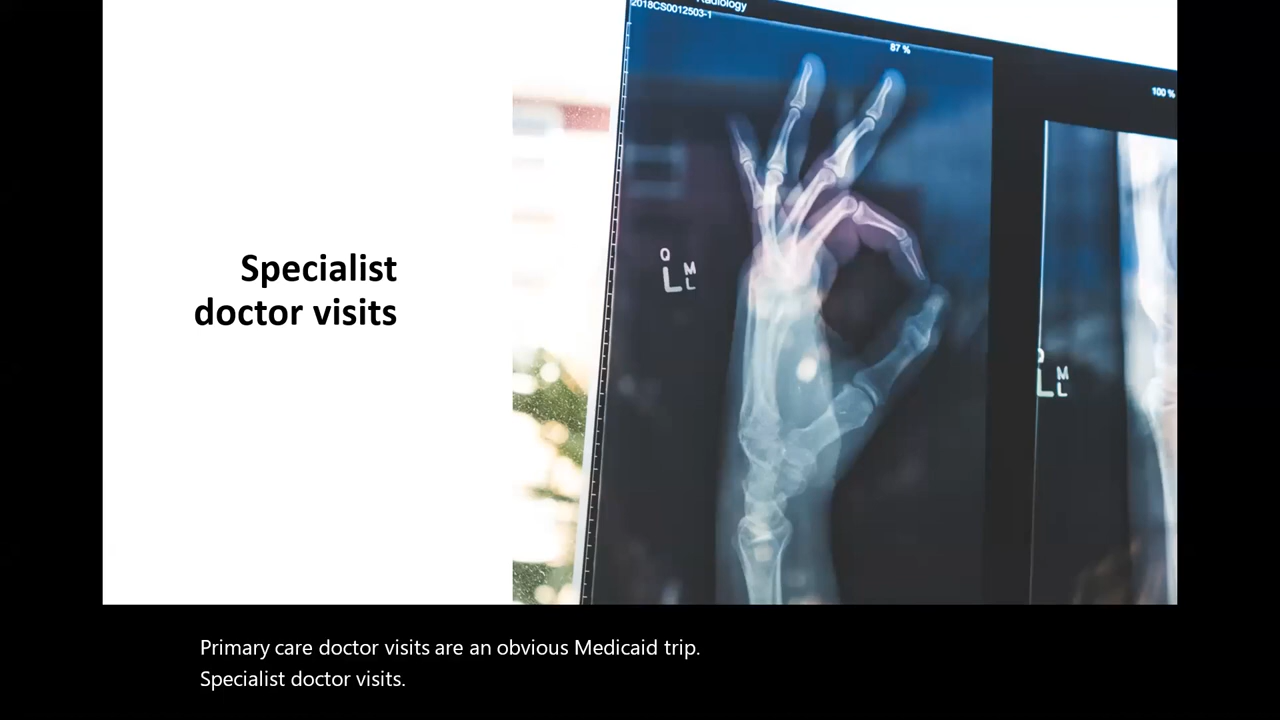 Radiology
2018CS0012503-1
87 %
100 %
Specialist
doctor visits
Q
L M
L
L M
L
Primary care doctor visits are an obvious Medicaid trip.
Specialist doctor visits.